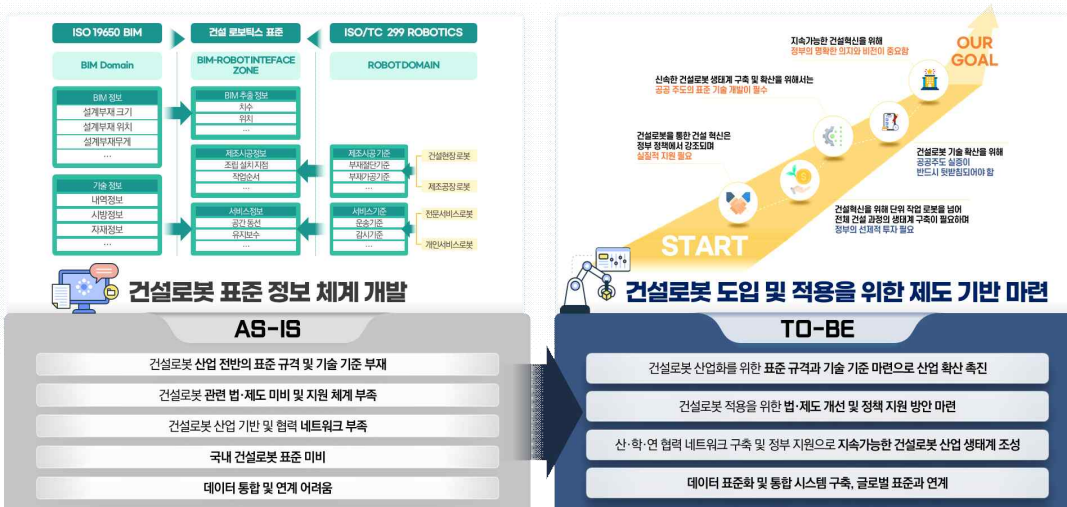 ISO 19650 BIM
건설 로보틱스 표준
ISO/TC 299 ROBOTICS
BIM Domain
BIM-ROBOT INTEFACE
ZONE
ROBOT DOMAIN
BIM 정보
설계부재 크기
설계부재 위치
설계부재무게
...
기술 정보
내역정보
시방정보
자재정보
...
BIM 추출 정보
치수
위치
...
제조시공정보
조립 설치 지점
작업순서
...
서비스정보
공간 동선
유지보수
...
제조시공 기준
부재절단기준
부재가공기준
...
서비스기준
운송기준
감시기준
...
건설현장 로봇
제조공장 로봇
전문서비스로봇
개인서비스로봇
건설로봇 표준 정보 체계 개발
AS-IS
건설로봇 산업 전반의 표준 규격 및 기술 기준 부재
건설로봇 관련 법·제도 미비 및 지원 체계 부족
건설로봇 산업 기반 및 협력 네트워크 부족
국내 건설로봇 표준 미비
데이터 통합 및 연계 어려움
OUR
GOAL
지속가능한 건설혁신을 위해
정부의 명확한 의지와 비전이 중요함
신속한 건설로봇 생태계 구축 및 확산을 위해서는
공공 주도의 표준 기술 개발이 필수
건설로봇을 통한 건설 혁신은
정부 정책에서 강조되며
실질적 지원 필요
건설로봇 기술 확산을 위해
공공주도 실증이
반드시 뒷받침되어야 함
건설혁신을 위해 단위 작업 로봇을 넘어
전체 건설 과정의 생태계 구축이 필요하며
정부의 선제적 투자 필요
START
건설로봇 도입 및 적용을 위한 제도 기반 마련
TO-BE
건설로봇 산업화를 위한 표준 규격과 기술 기준 마련으로 산업 확산 촉진
건설로봇 적용을 위한 법·제도 개선 및 정책 지원 방안 마련
산·학·연 협력 네트워크 구축 및 정부 지원으로 지속가능한 건설로봇 산업 생태계 조성
데이터 표준화 및 통합 시스템 구축, 글로벌 표준과 연계